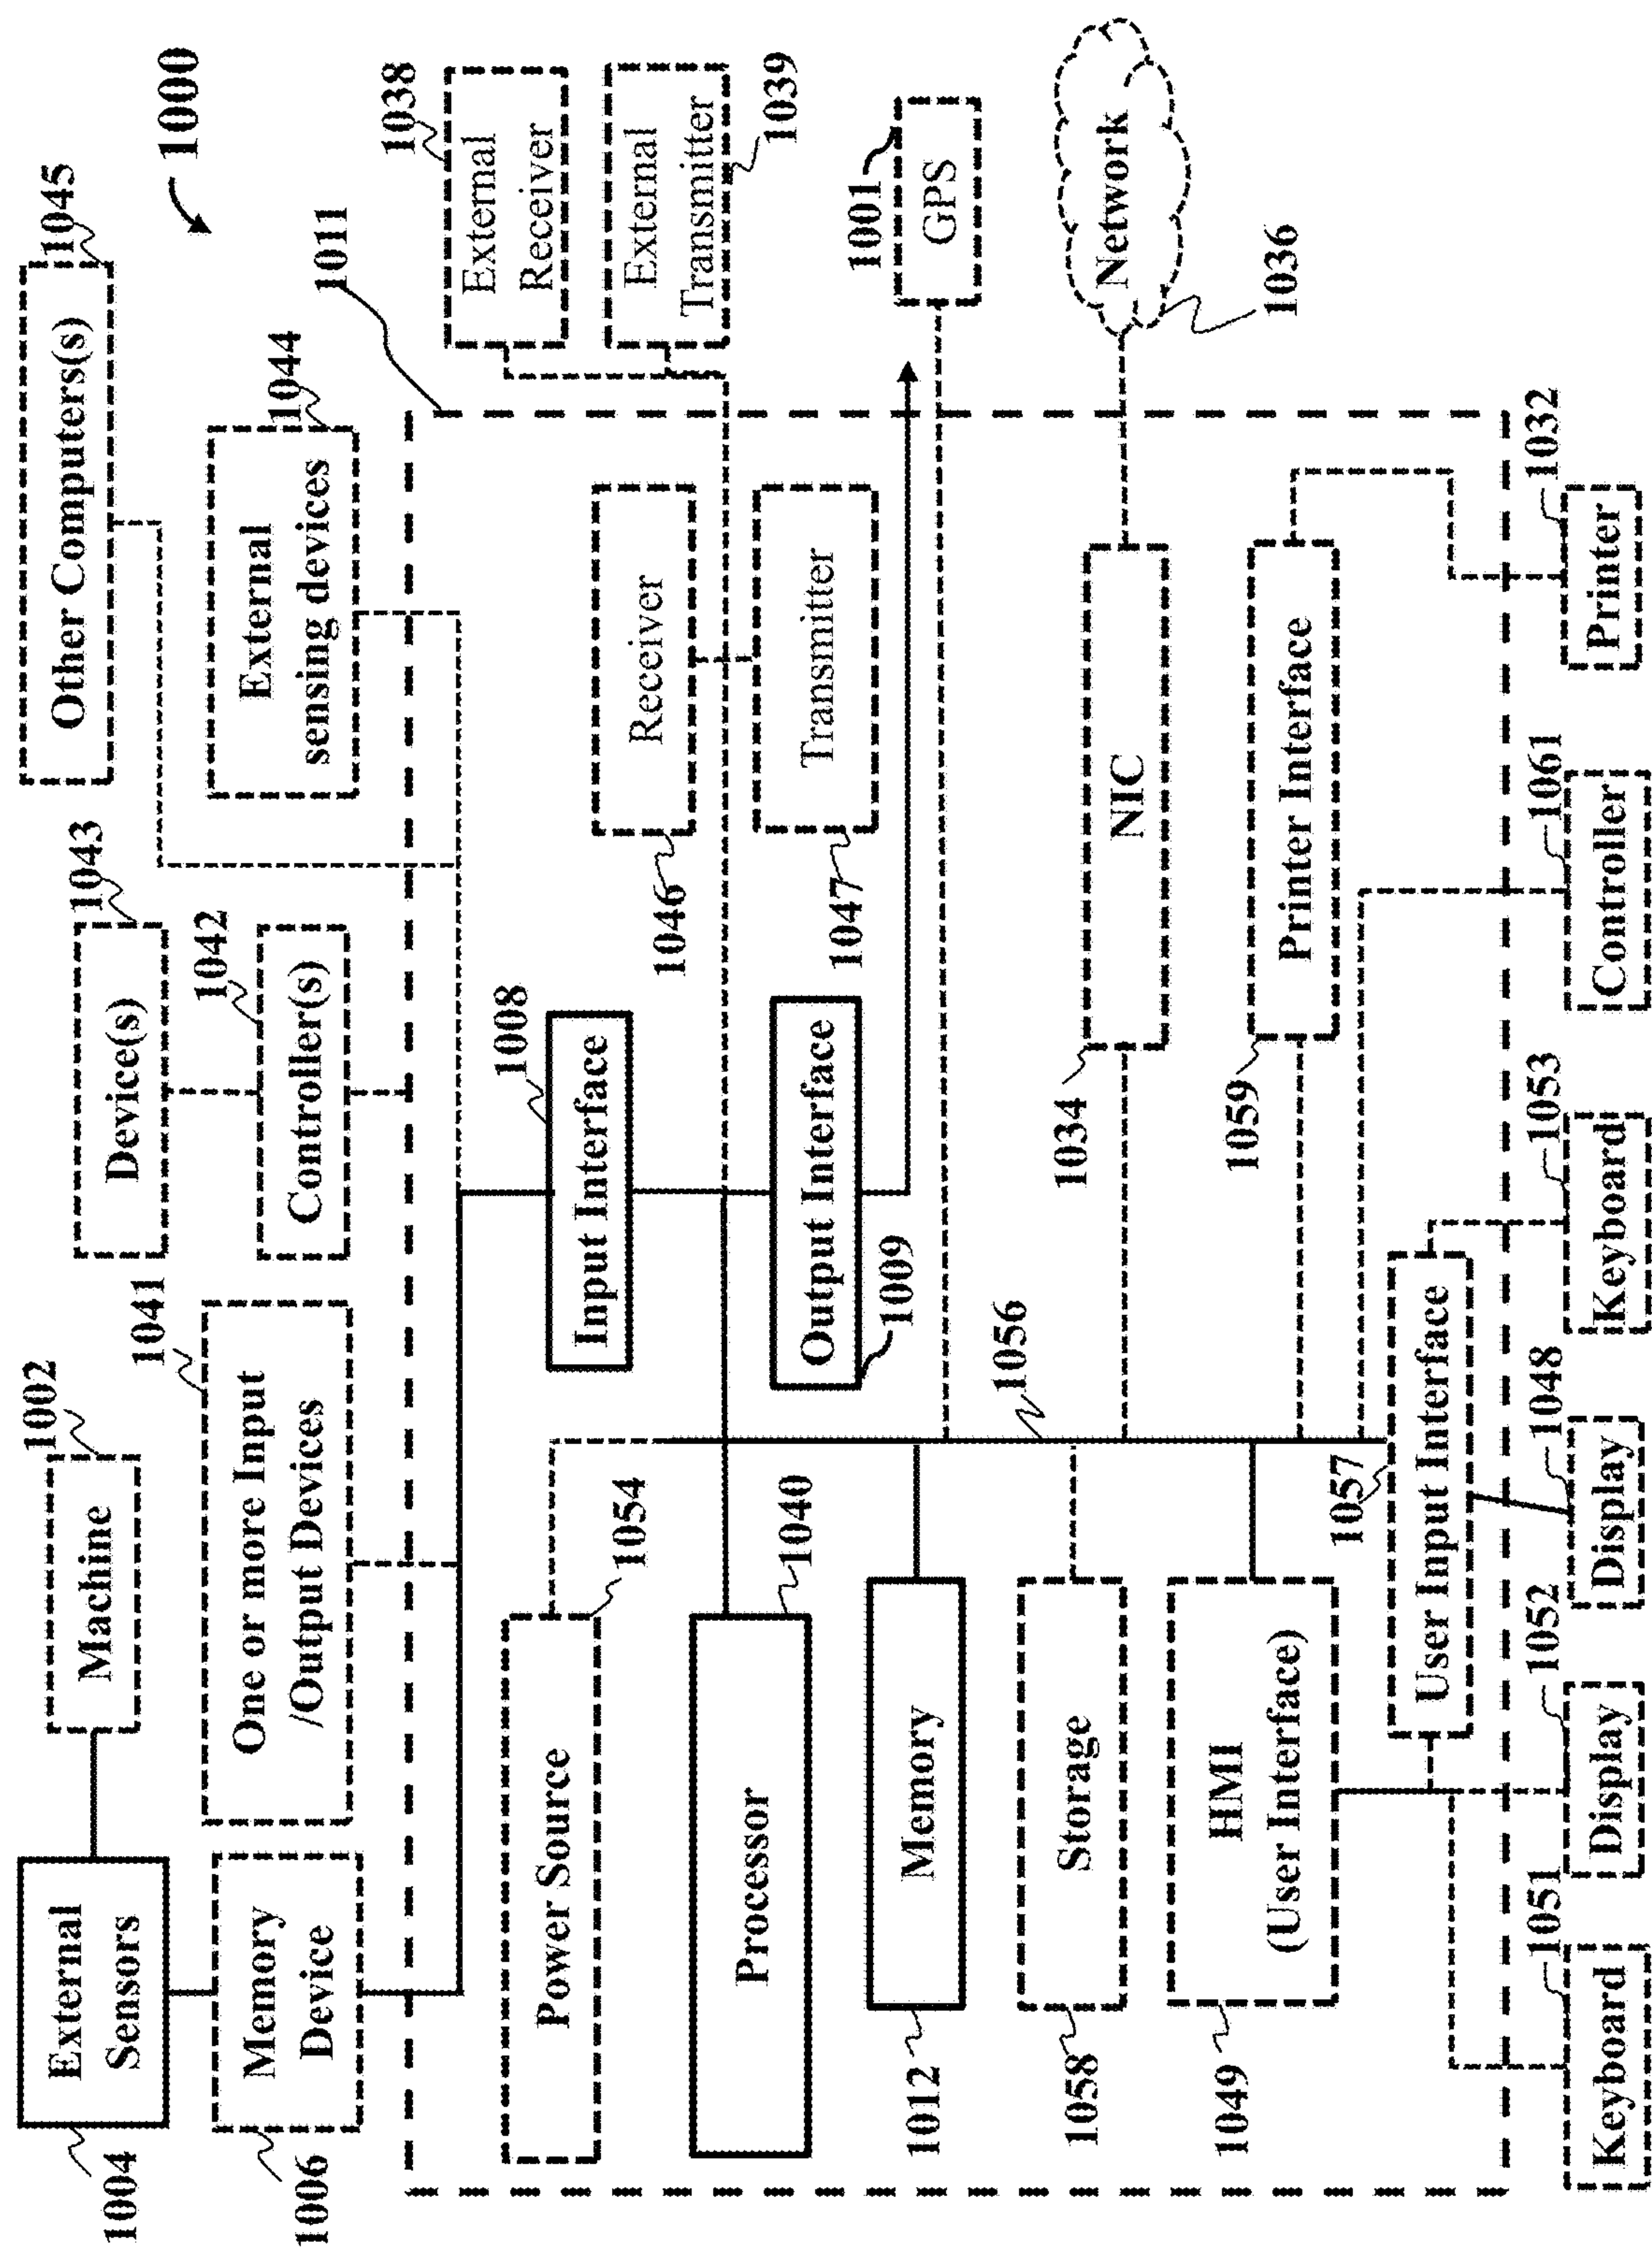 1000
1004
External
Sensors
1002
Machine
1043
Device(s)
1045
Other Computers(s)
1006
Memory
Device
1041
One or more Input
/Output Devices
1042
Controller(s)
1044
External
sensing devices
1011
1038
External
Receiver
External
Transmitter
1039
1008
Input Interface
Power Source
1054
Receiver
1046
Processor
1040
Output Interface
1009
Transmitter
1047
1001
GPS
Memory
1012
1056
Storage
1058
1034
NIC
Network
1036
HMI
(User Interface)
1049
1059
Printer Interface
1057
User Input Interface
1051
Keyboard
1052
Display
1048
Display
1053
Keyboard
1061
Controller
1032
Printer